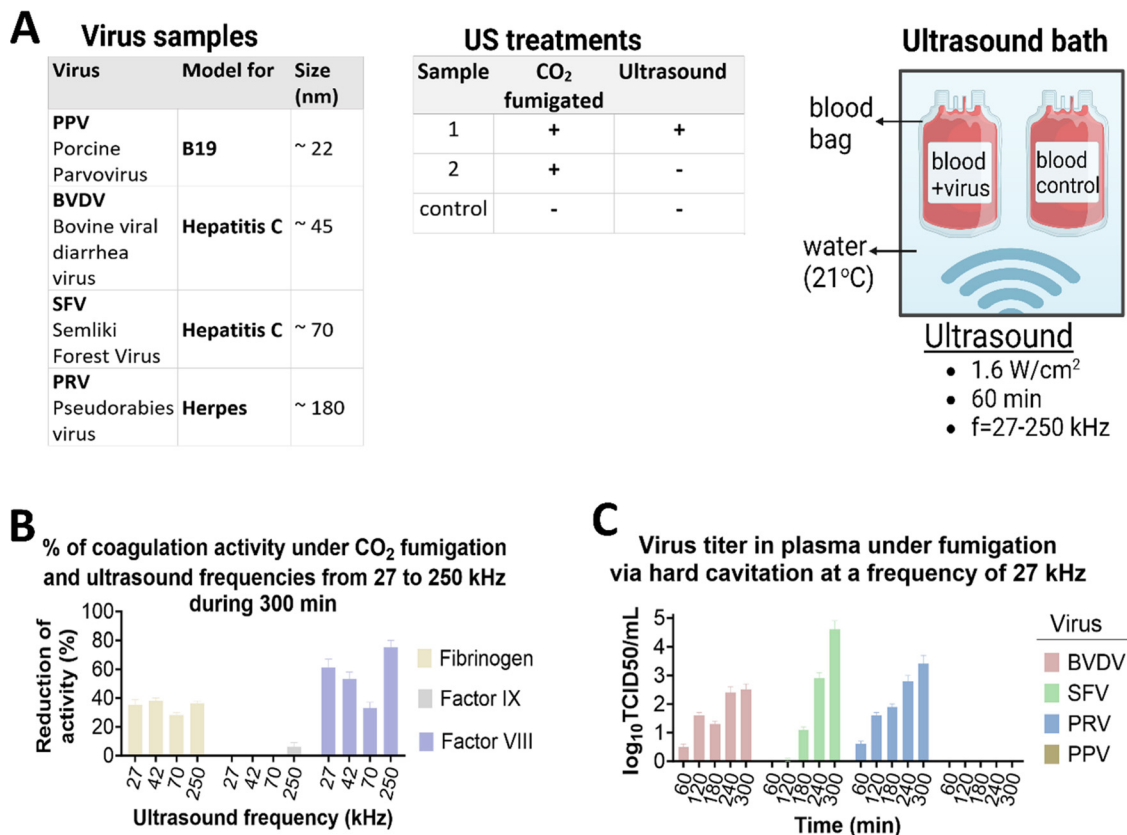 A
Virus samples
Virus Model for Size (nm)
PPV
Porcine
Parvovirus
B19
~ 22
BVDV
Bovine viral
diarrhea
virus
Hepatitis C
~ 45
SFV
Semliki
Forest Virus
Hepatitis C
~ 70
PRV
Pseudorabies
virus
Herpes
~ 180
US treatments
Sample CO2 fumigated Ultrasound
1 + +
2 + -
control - -
Ultrasound bath
blood
bag
blood
+virus
blood
control
water
(21°C)
Ultrasound
• 1.6 W/cm²
• 60 min
• f=27-250 kHz
B
% of coagulation activity under CO2 fumigation
and ultrasound frequencies from 27 to 250 kHz
during 300 min
Reduction of
activity (%)
100
80
60
40
20
0
27 42 70 250 27 42 70 250 27 42 70 250
Ultrasound frequency (kHz)
Fibrinogen
Factor IX
Factor VIII
C
Virus titer in plasma under fumigation
via hard cavitation at a frequency of 27 kHz
log10TCID50/mL
5
4
3
2
1
0
60 120 180 240 300 60 120 180 240 300 60 120 180 240 300 60 120 180 240 300
Time (min)
Virus
BVDV
SFV
PRV
PPV